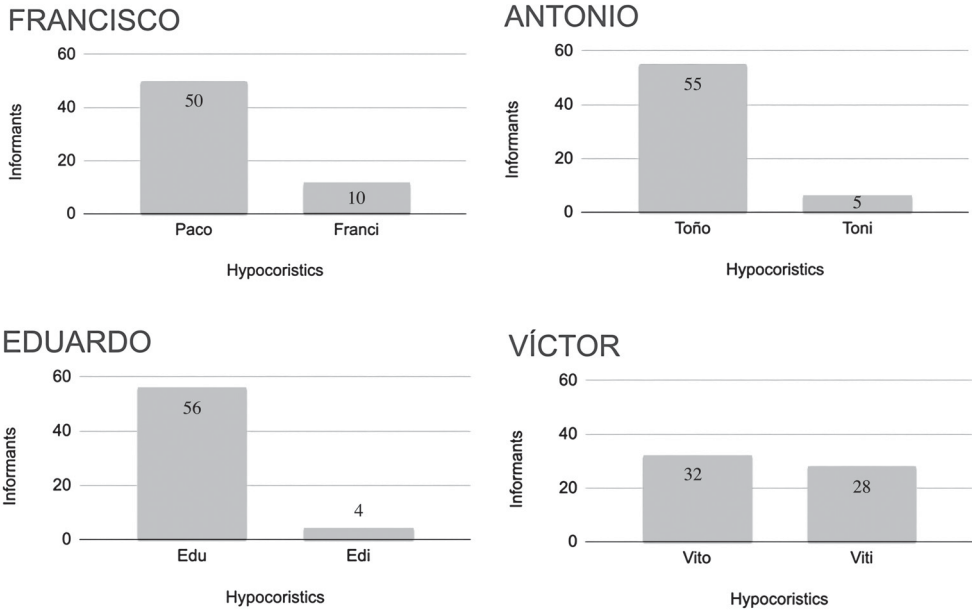 FRANCISCO
60
40
20
0
Informants
50
10
Paco Franci
Hypocoristics
ANTONIO
60
40
20
0
Informants
55
5
Toño Toni
Hypocoristics
EDUARDO
60
40
20
0
Informants
56
4
Edu Edi
Hypocoristics
VÍCTOR
60
40
20
0
Informants
32
28
Vito Viti
Hypocoristics